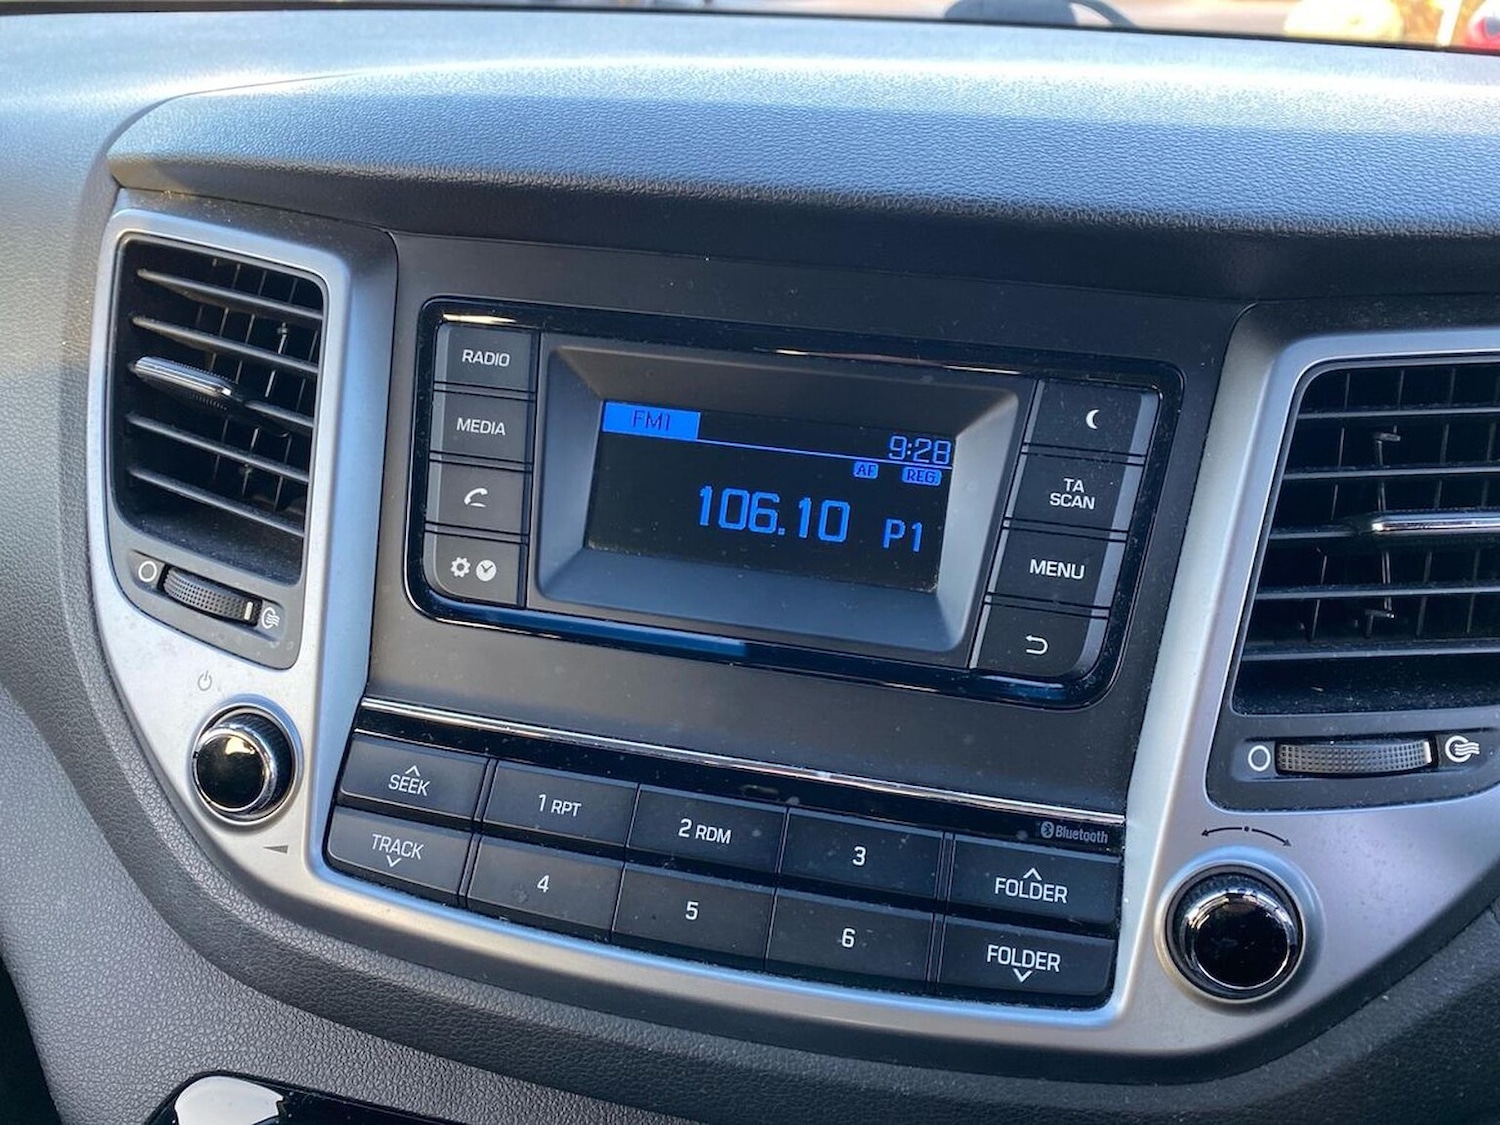 RADIO
MEDIA
FM1
9:28
AF REG
106.10 P1
TA
SCAN
MENU
SEEK
TRACK
1 RPT
2 RDM
3
4
5
6
Bluetooth
FOLDER
FOLDER